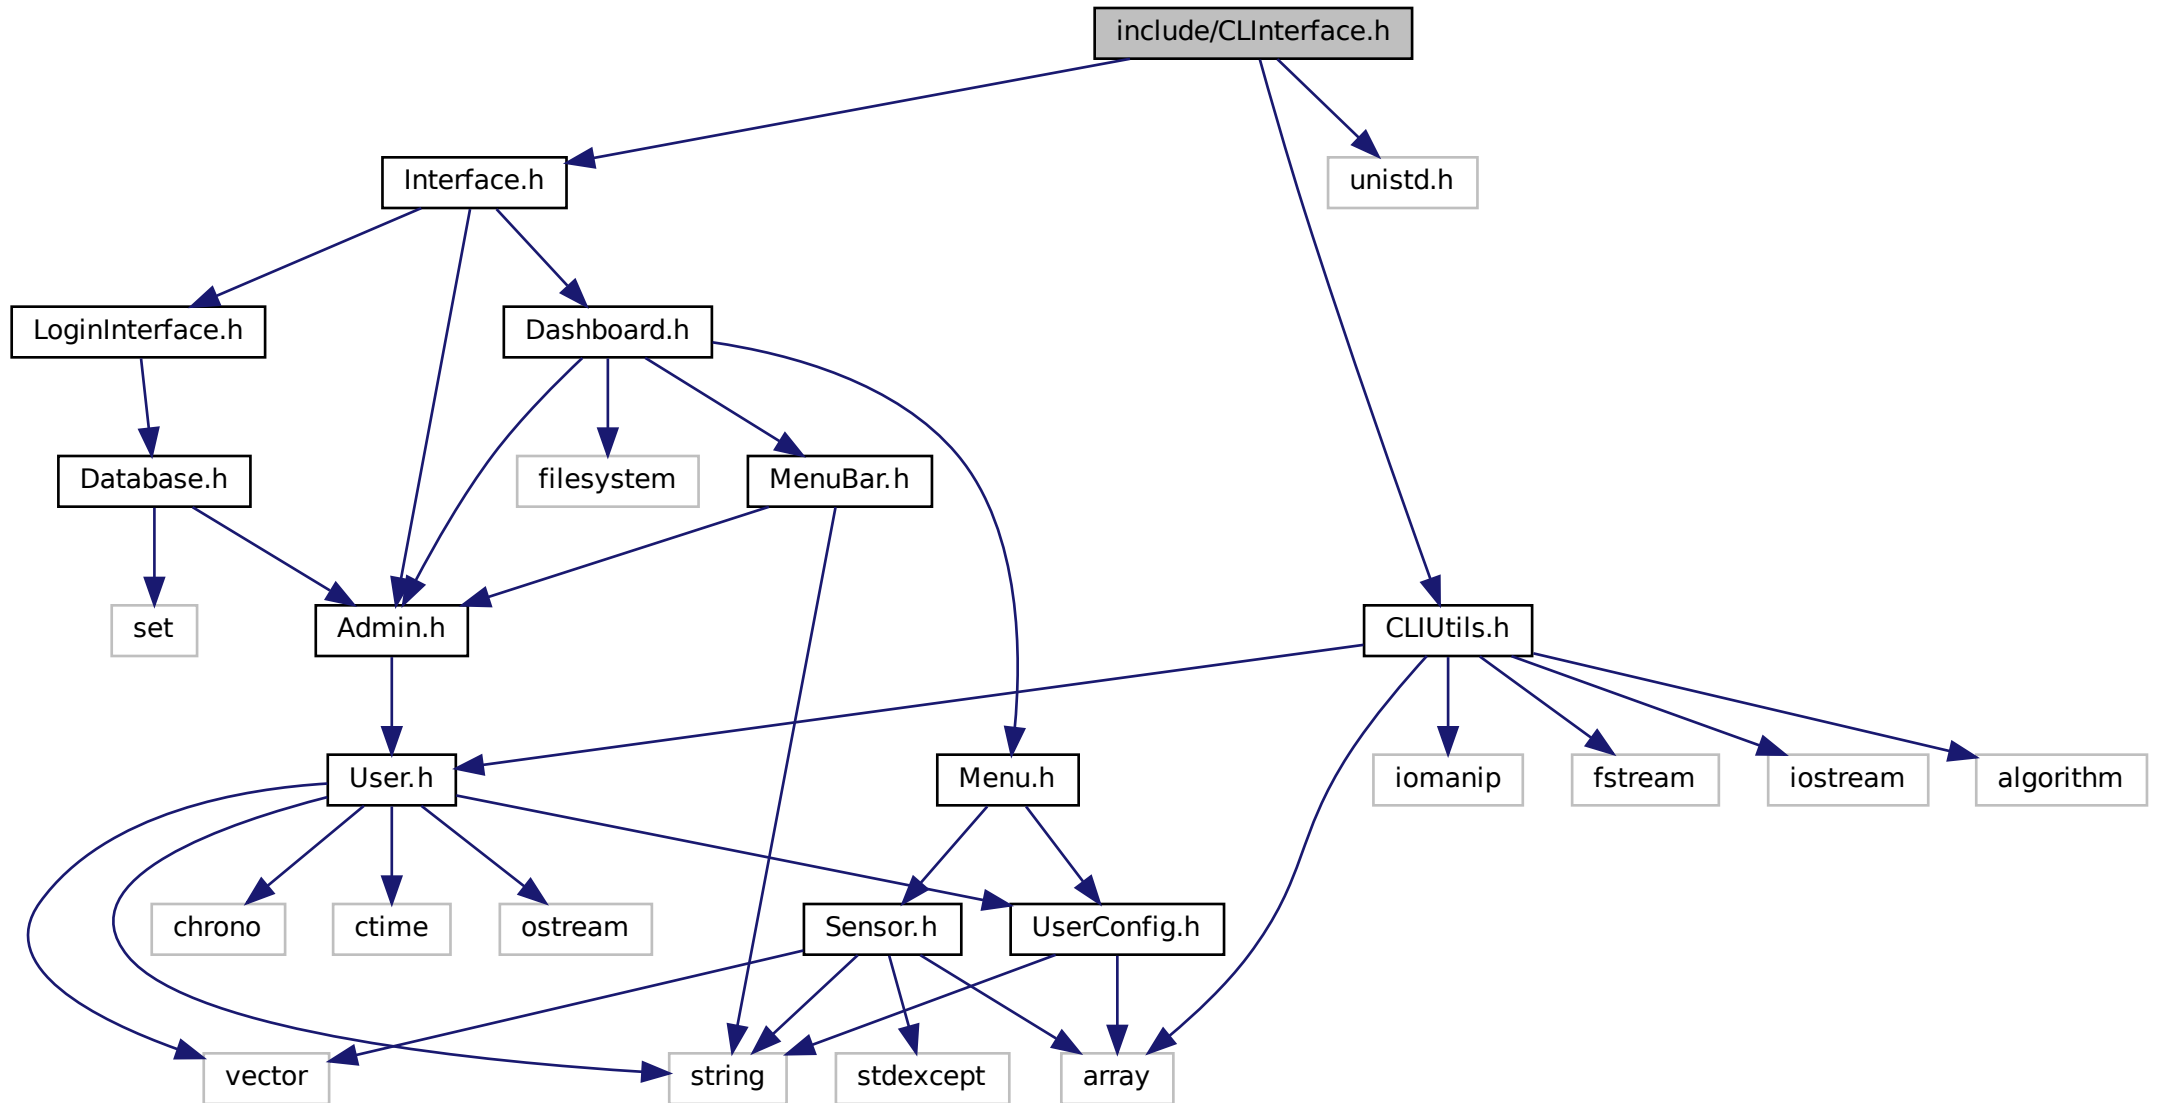 include/CLInterface.h
Interface.h
unistd.h
LoginInterface.h
Dashboard.h
Database.h
filesystem
MenuBar.h
set
Admin.h
CLIUtils.h
User.h
Menu.h
iomanip
fstream
iostream
algorithm
chrono
ctime
ostream
Sensor.h
UserConfig.h
vector
string
stdexcept
array